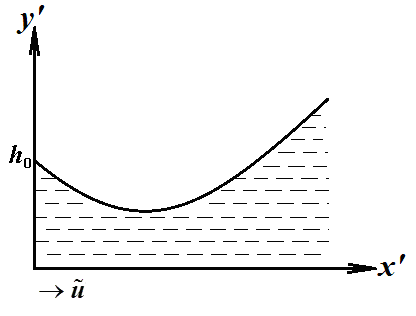 y'
h₀
x'
→ ũ